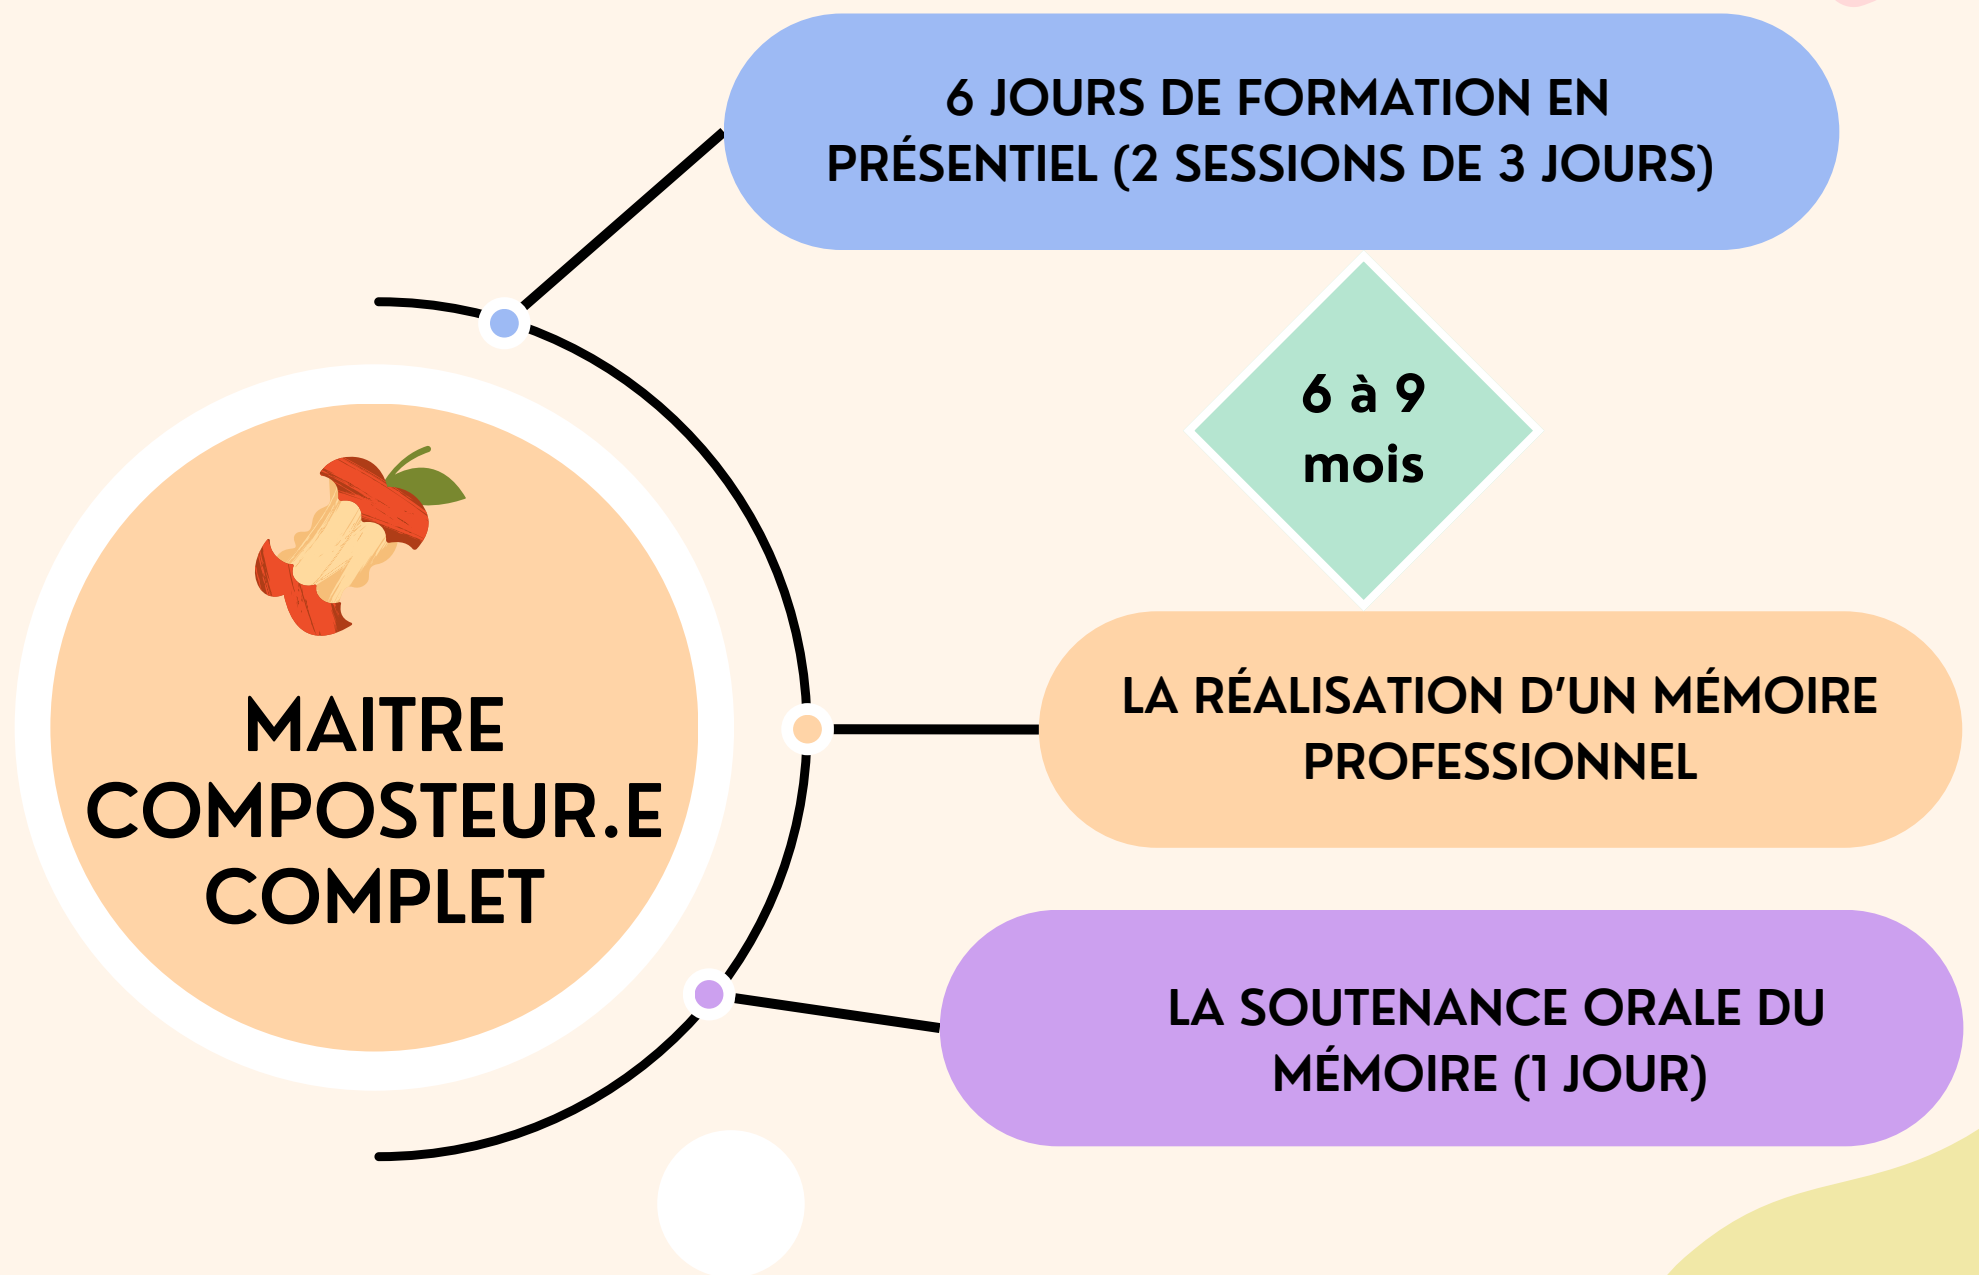 6 JOURS DE FORMATION EN
PRÉSENTIEL (2 SESSIONS DE 3 JOURS)
6 à 9
mois
MAITRE
COMPOSTEUR.E
COMPLET
LA RÉALISATION D'UN MÉMOIRE
PROFESSIONNEL
LA SOUTENANCE ORALE DU
MÉMOIRE (1 JOUR)